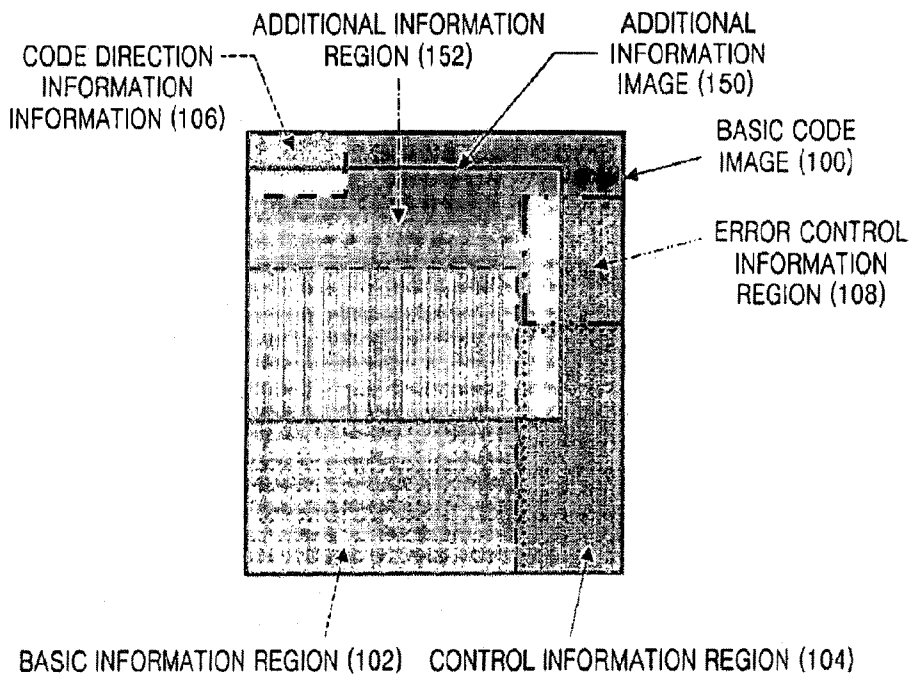 CODE DIRECTION
INFORMATION
INFORMATION (106)
ADDITIONAL INFORMATION
REGION (152)
ADDITIONAL
INFORMATION
IMAGE (150)
BASIC CODE
IMAGE (100)
ERROR CONTROL
INFORMATION
REGION (108)
BASIC INFORMATION REGION (102)
CONTROL INFORMATION REGION (104)